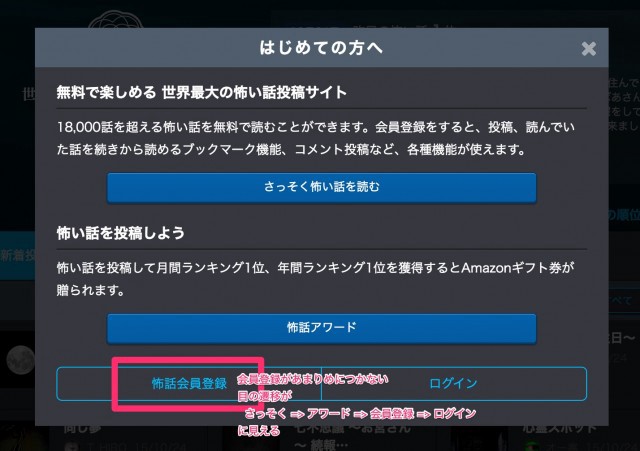 はじめての方へ
無料で楽しめる 世界最大の怖い話投稿サイト
18,000話を超える怖い話を無料で読むことができます。会員登録をすると、投稿、読んでい
た話を続きから読めるブックマーク機能、コメント投稿など、各種機能が使えます。
さっそく怖い話を読む
怖い話を投稿しよう
怖い話を投稿して月間ランキング1位、年間ランキング1位を獲得するとAmazonギフト券が
贈られます。
怖話アワード
怖話会員登録
ログイン
会員登録があまりめにつかない
目の遷移が
さっそく => アワード => 会員登録 => ログイン
に見える
世
の順位
新着投